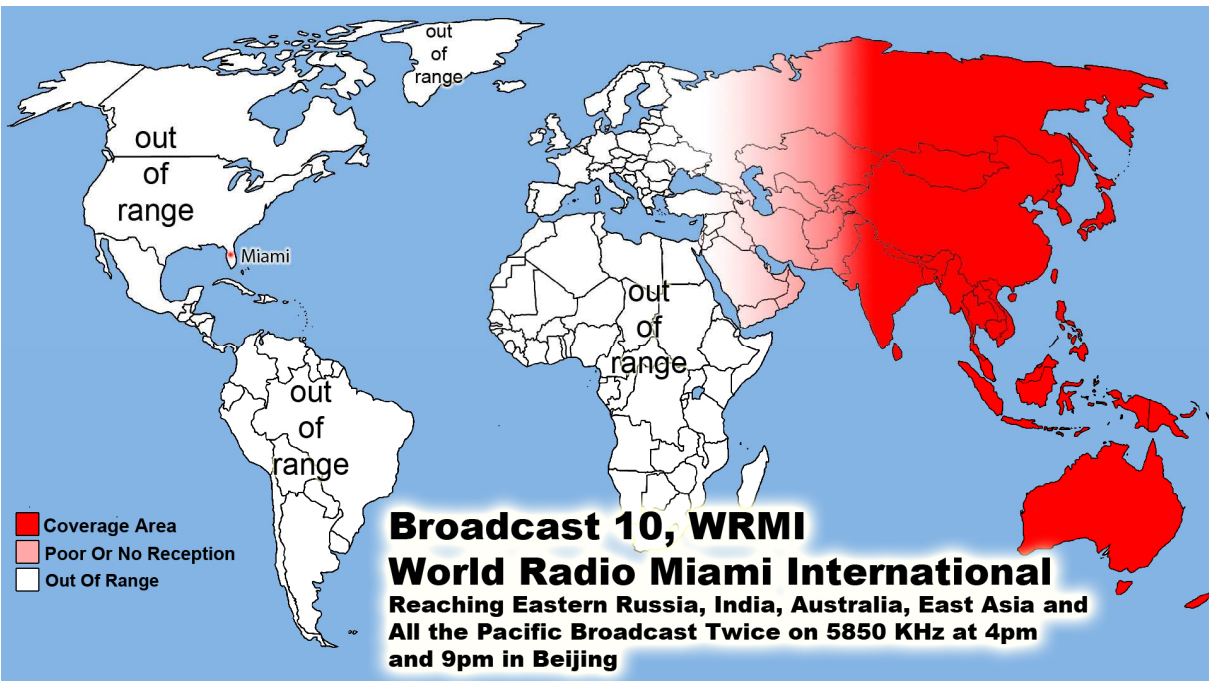 out
of
range
out
of
range
Miami
out
of
range
out
of
range
Coverage Area
Poor Or No Reception
Out Of Range
Broadcast 10, WRMI
World Radio Miami International
Reaching Eastern Russia, India, Australia, East Asia and
All the Pacific Broadcast Twice on 5850 KHz at 4pm
and 9pm in Beijing